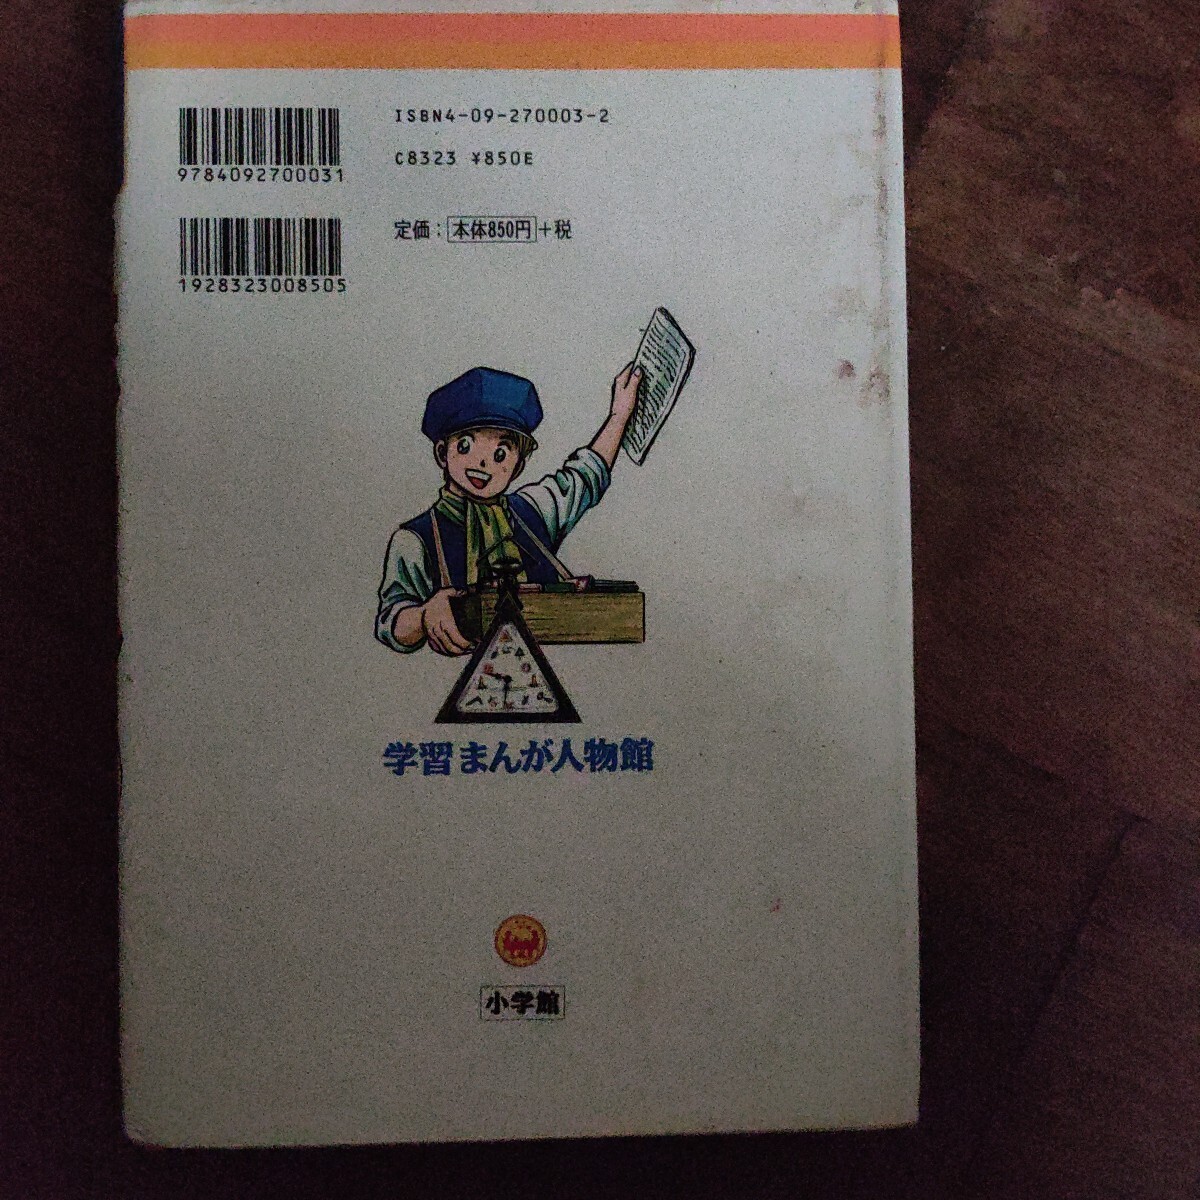 ISBN4-09-270003-2
C8323 ¥850E
9784092700031
定価：本体850円+税
1928323008505
学習まんが人物館
小学館